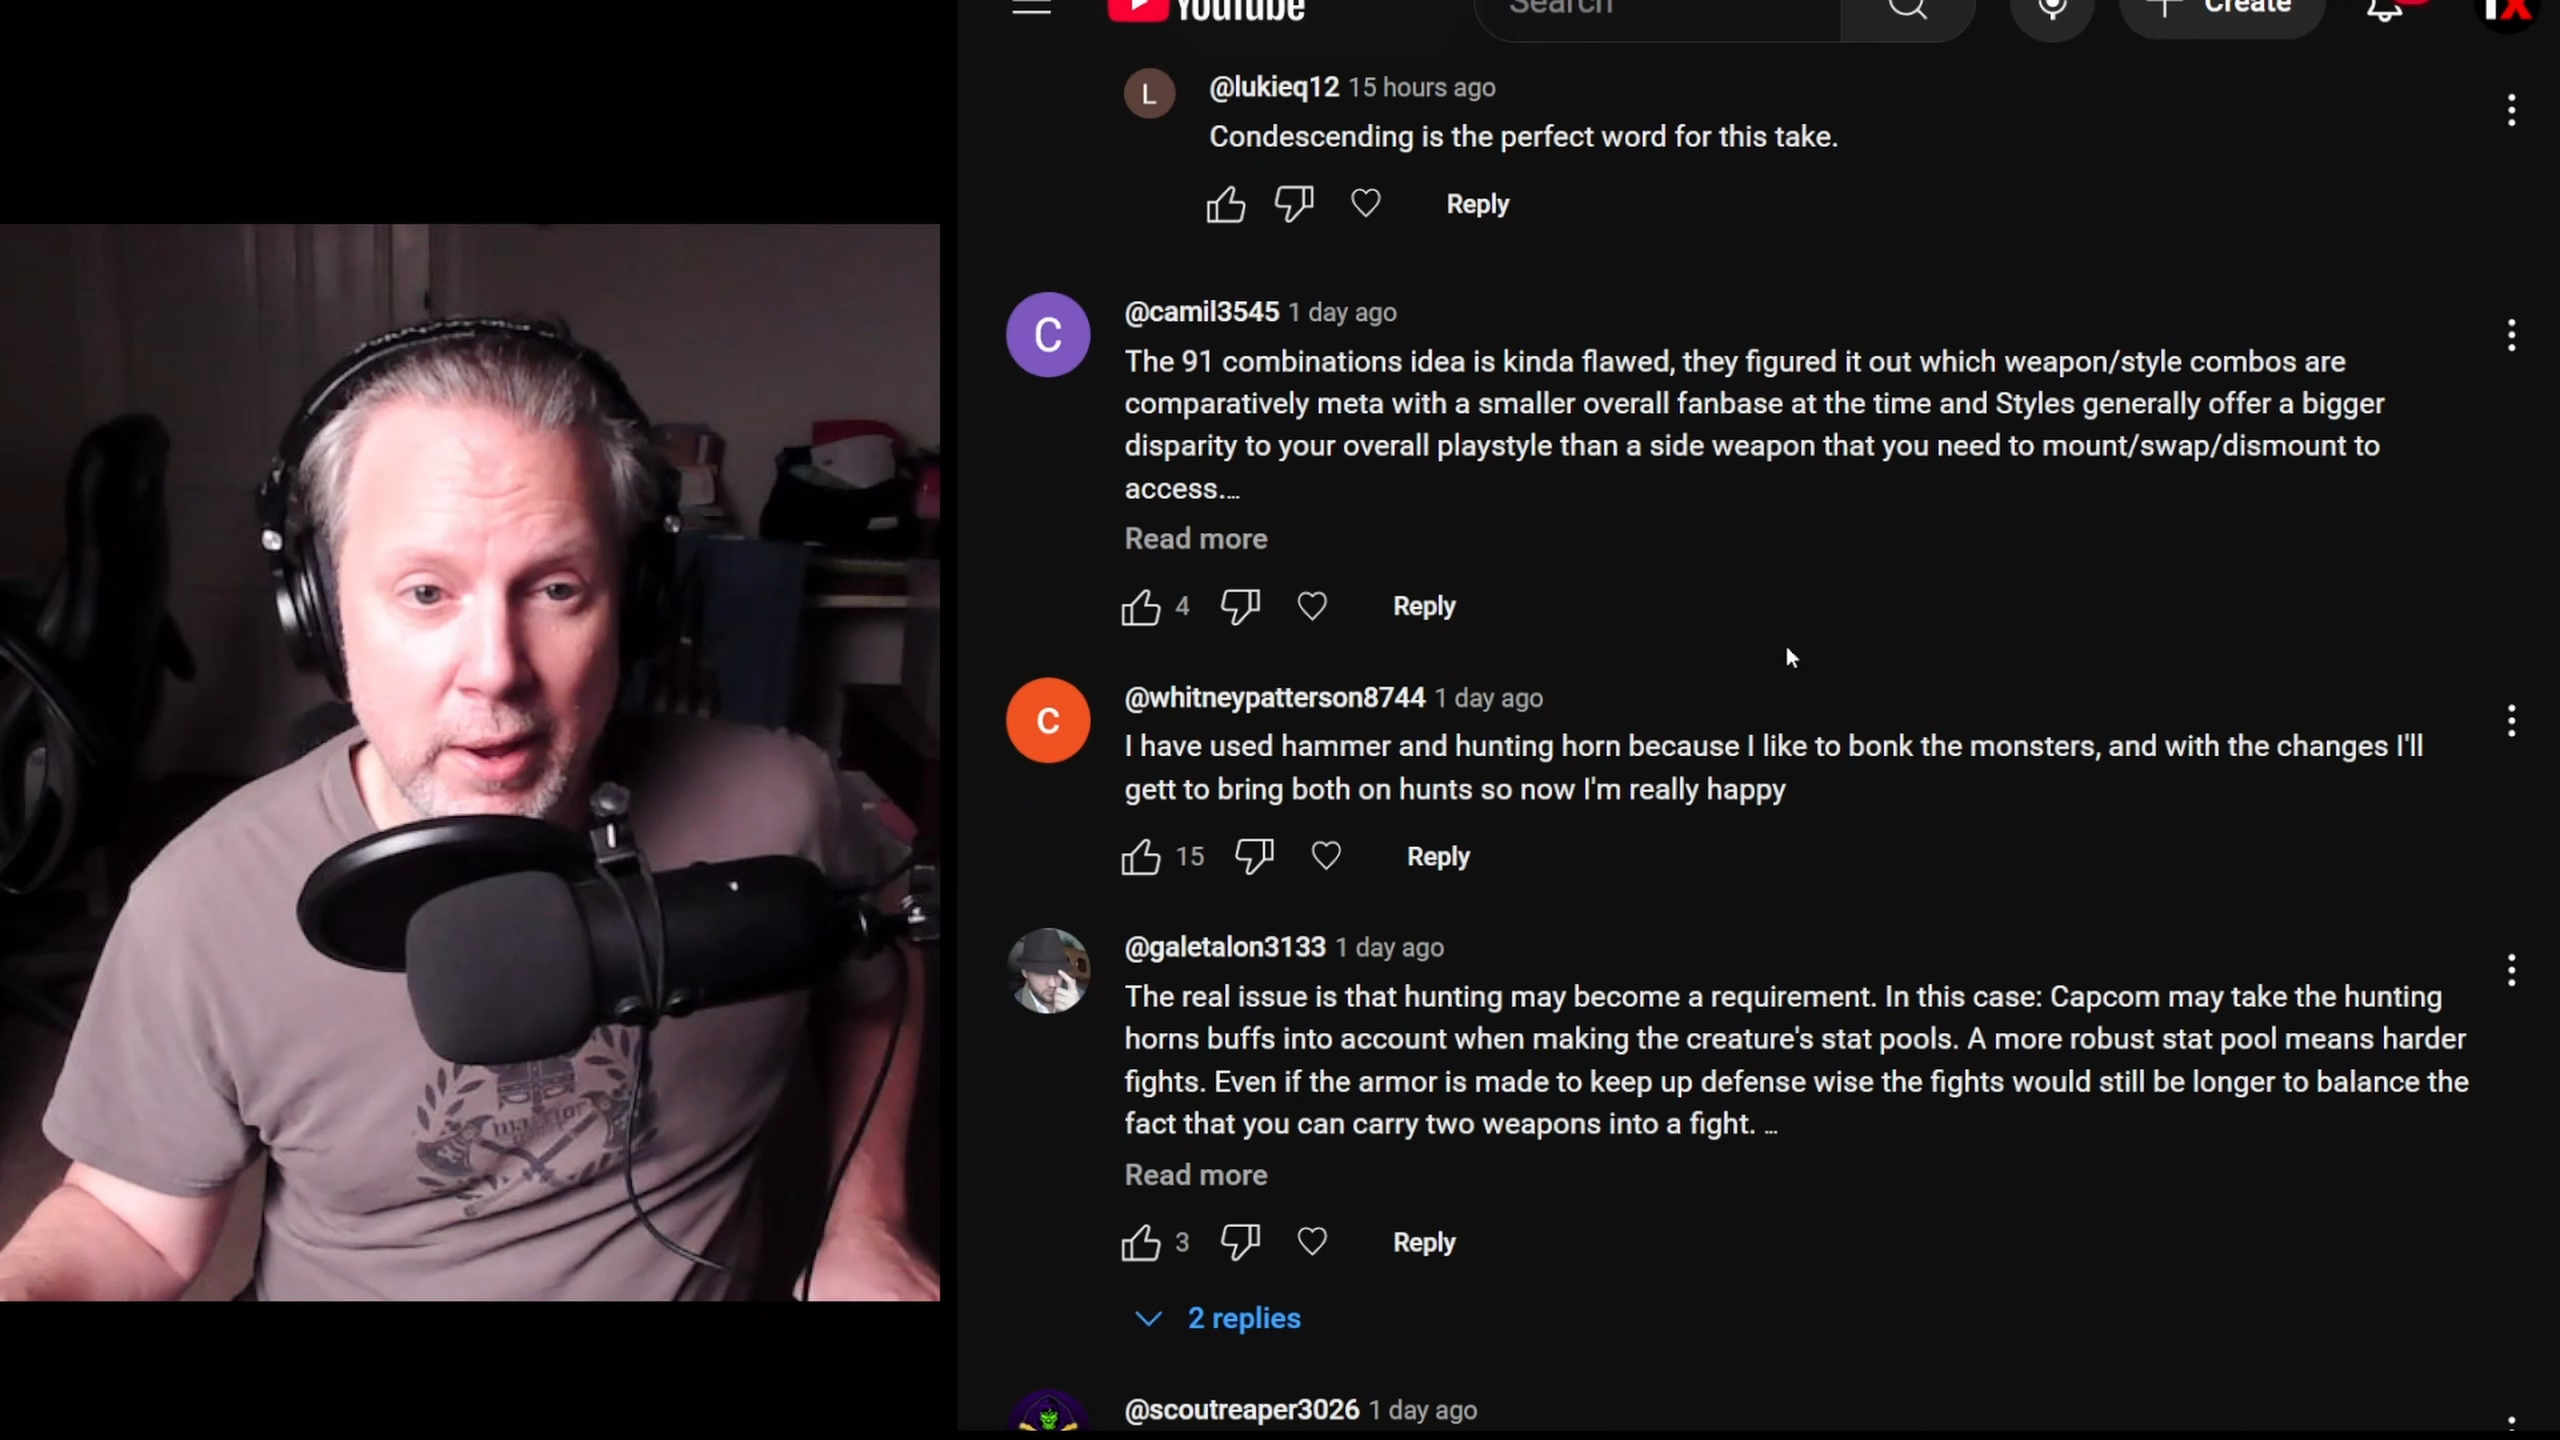 YouTube
Search
Create
L
@lukieq12 15 hours ago
Condescending is the perfect word for this take.
Reply
C
@camil3545 1 day ago
The 91 combinations idea is kinda flawed, they figured it out which weapon/style combos are
comparatively meta with a smaller overall fanbase at the time and Styles generally offer a bigger
disparity to your overall playstyle than a side weapon that you need to mount/swap/dismount to
access....
Read more
4 Reply
c
@whitneypatterson8744 1 day ago
I have used hammer and hunting horn because I like to bonk the monsters, and with the changes I'll
gett to bring both on hunts so now I'm really happy
15 Reply
@galetalon3133 1 day ago
The real issue is that hunting may become a requirement. In this case: Capcom may take the hunting
horns buffs into account when making the creature's stat pools. A more robust stat pool means harder
fights. Even if the armor is made to keep up defense wise the fights would still be longer to balance the
fact that you can carry two weapons into a fight. ...
Read more
3 Reply
2 replies
@scoutreaper3026 1 day ago